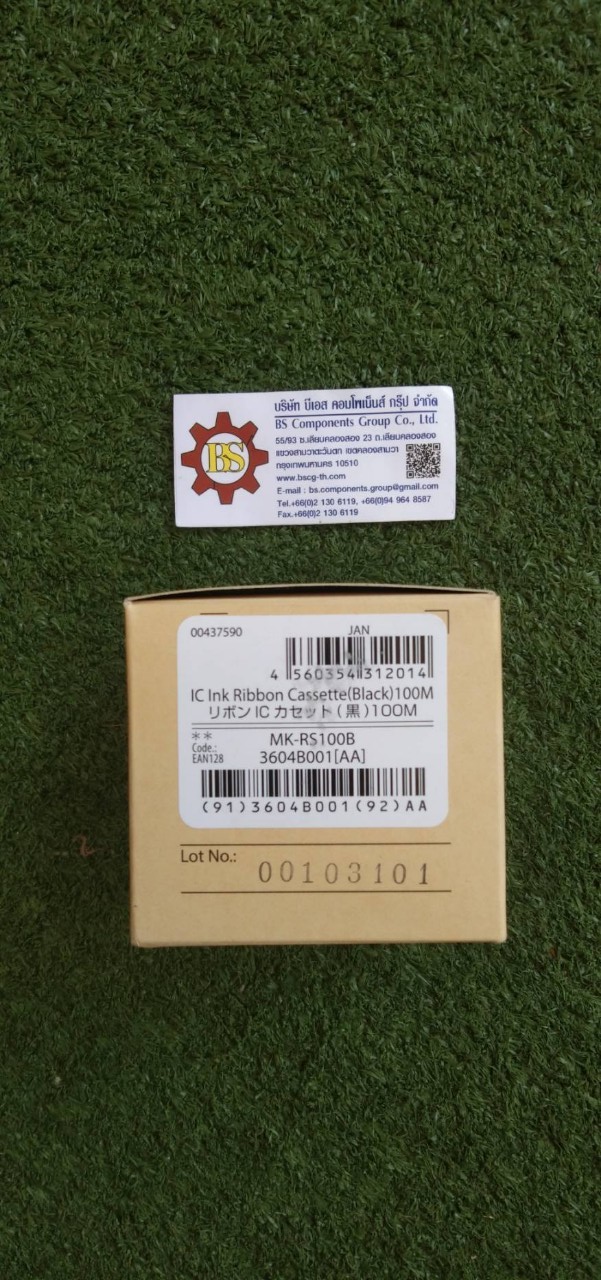 BS
บริษัท บีเอส คอมโพเน็นส์ กรุ๊ป จำกัด
BS Components Group Co., Ltd.
55/93 ซ.เลียบคลองสอง 23 ถ.เลียบคลองสอง
แขวงสามวาตะวันตก เขตคลองสามวา
กรุงเทพมหานคร 10510
www.bscg-th.com
E-mail : bs.components.group@gmail.com
Tel.+66(0)2 130 6119, +66(0)94 964 8587
Fax.+66(0)2 130 6119
00437590 JAN
4 560354 312014
IC Ink Ribbon Cassette(Black)100M
リボン IC カセット(黒)100M
** MK-RS100B
Code.: 3604B001[AA]
EAN128
(91)3604B001(92)AA
Lot No.: 00103101